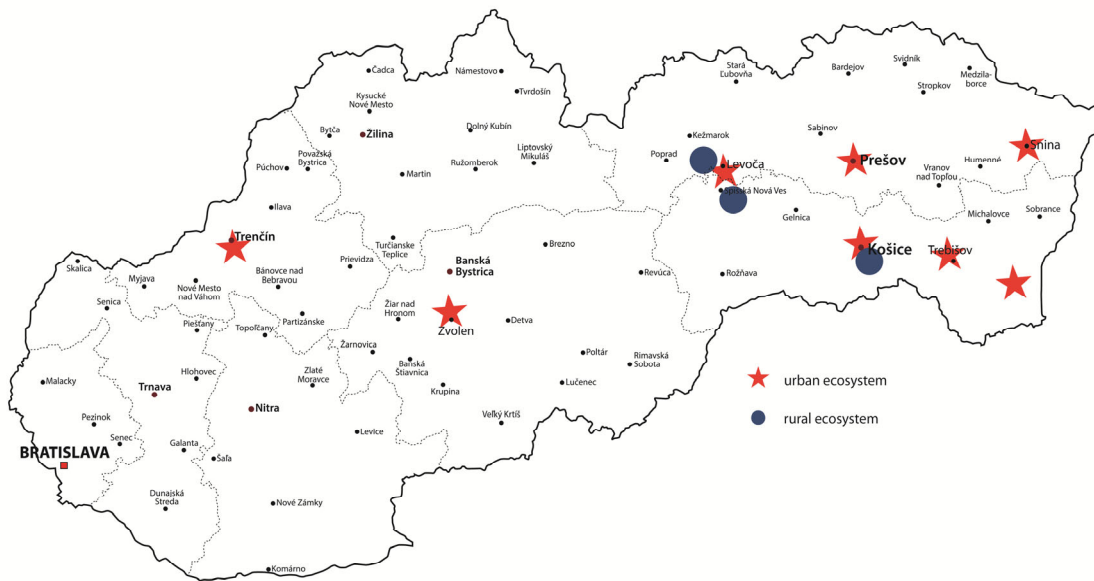 Čadca
Námestovo
Stará
Ľubovňa
Bardejov
Svidník
Medzila-
borce
Stropkov
Kysucké
Nové Mesto
Tvrdošín
Bytča
Žilina
Dolný Kubín
Kežmarok
Sabinov
Snina
Považská
Bystrica
Púchov
Martin
Ružomberok
Liptovský
Mikuláš
Poprad
Levoča
Prešov
Vranov
nad Topľou
Humenné
Spišská Nová Ves
Gelnica
Michalovce
Sobrance
Ilava
Trenčín
Turčianske
Teplice
Brezno
Košice
Trebišov
Skalica
Myjava
Nové Mesto
nad Váhom
Bánovce nad
Bebravou
Prievidza
Banská
Bystrica
Revúca
Rožňava
Senica
Piešťany
Topoľčany
Partizánske
Žiar nad
Hronom
Zvolen
Detva
Žarnovica
Banská
Štiavnica
Poltár
Rimavská
Sobota
Malacky
Trnava
Hlohovec
Zlaté
Moravce
Krupina
Lučenec
urban ecosystem
Pezinok
Nitra
Veľký Krtíš
rural ecosystem
Senec
Galanta
Levice
BRATISLAVA
Šaľa
Dunajská
Streda
Nové Zámky
Komárno